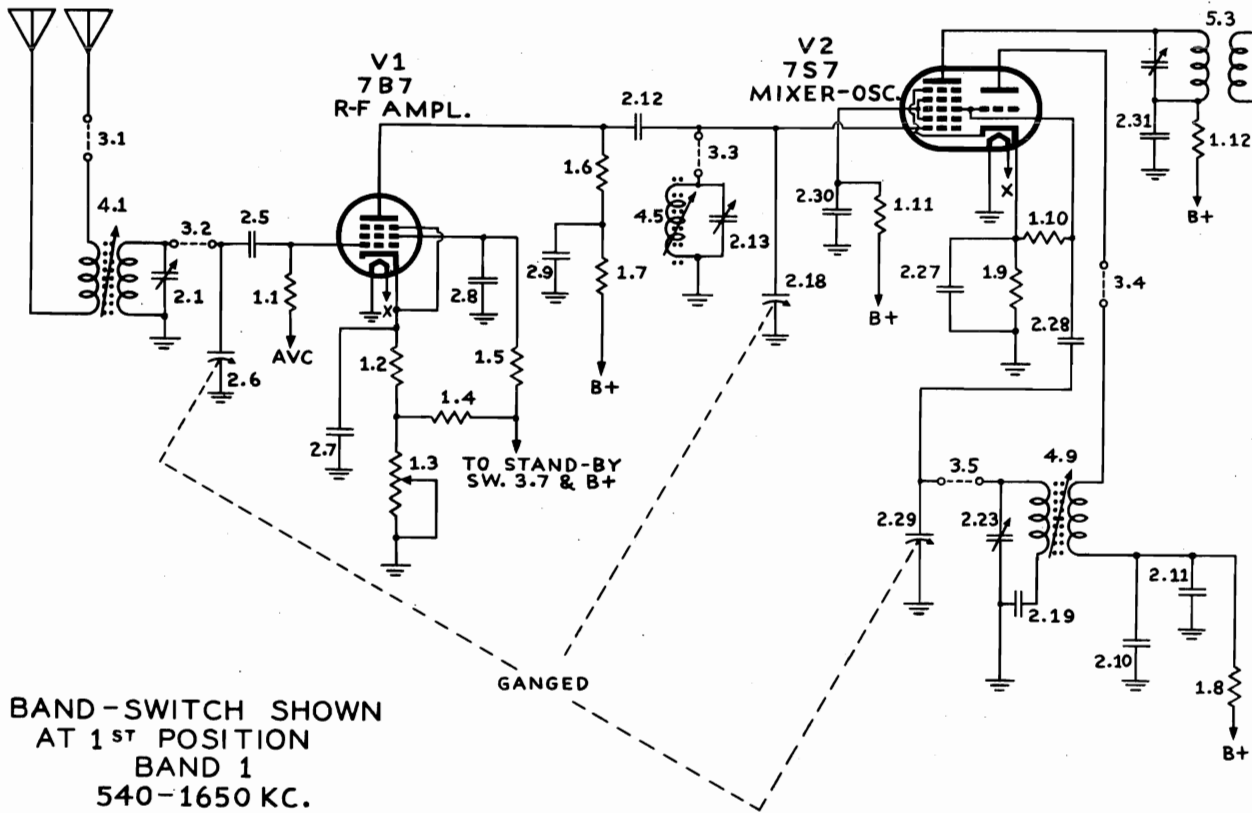 5.3
V1
7B7
R-F AMPL.
V2
7S7
MIXER-OSC.
2.12
3.1
2.31
1.12
3.3
1.6
4.1
3.2
2.5
2.30
1.11
X
B+
4.5
1.10
2.1
1.1
2.13
2.9
1.7
2.8
2.18
2.27
1.9
3.4
X
B+
2.28
AVC
1.2
1.5
2.6
B+
1.4
2.7
1.3
TO STAND-BY
SW. 3.7 & B+
3.5
4.9
2.29
2.23
2.11
2.19
2.10
1.8
GANGED
B+
BAND-SWITCH SHOWN
AT 1ST POSITION
BAND 1
540-1650 KC.